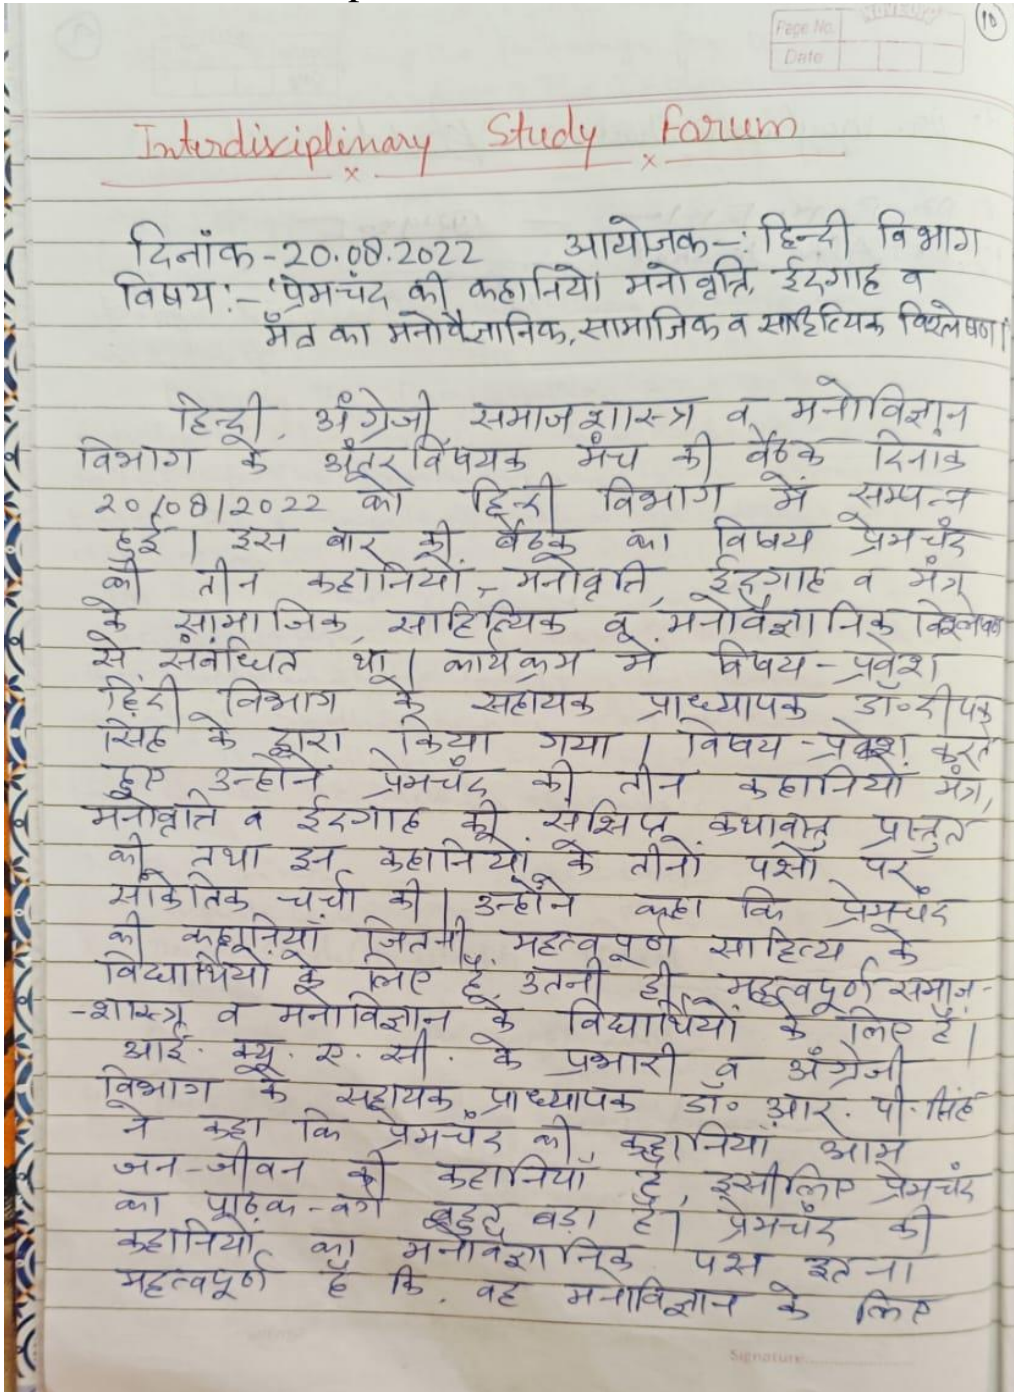 10
NOVELTY
Page No.
Date
Interdisciplinary Study Forum
दिनांक - 20.08.2022 आयोजक -: हिन्दी विभाग
विषय :- 'प्रेमचंद की कहानियों मनोवृत्ति, ईदगाह व
मंत्र का मनोवैज्ञानिक, सामाजिक व साहित्यिक विश्लेषण।
हिन्दी, अंग्रेजी समाजशास्त्र व मनोविज्ञान
विभाग के अंतरविषयक मंच की बैठक दिनांक
20/08/2022 को हिन्दी विभाग में सम्पन्न
हुई। इस बार की बैठक का विषय प्रेमचंद
की तीन कहानियों - मनोवृत्ति, ईदगाह व मंत्र
के सामाजिक, साहित्यिक व मनोवैज्ञानिक विश्लेषण
से संबंधित था। कार्यक्रम में विषय - प्रवेश
हिंदी विभाग के सहायक प्राध्यापक डॉ॰ दीपक
सिंह के द्वारा किया गया। विषय - प्रवेश करते
हुए उन्होंने प्रेमचंद की तीन कहानियों मंत्र,
मनोवृत्ति व ईदगाह की संक्षिप्त कथावस्तु प्रस्तुत
की तथा इन कहानियों के तीनों पक्षों पर
सांकेतिक चर्चा की। उन्होंने कहा कि प्रेमचंद
की कहानियाँ जितनी महत्वपूर्ण साहित्य के
विद्यार्थियों के लिए है, उतनी ही महत्वपूर्ण समाज-
-शास्त्र व मनोविज्ञान के विद्यार्थियों के लिए है।
आई. क्यू. ए. सी. के प्रभारी व अंग्रेजी
विभाग के सहायक प्राध्यापक डॉ॰ आर. पी. सिंह
ने कहा कि प्रेमचंद की कहानियाँ आम
जन-जीवन की कहानियाँ है, इसीलिए प्रेमचंद
का पाठक-वर्ग बहुत बड़ा है। प्रेमचंद की
कहानियों का मनोवैज्ञानिक पक्ष इतना
महत्वपूर्ण है कि वह मनोविज्ञान के लिए
Signature